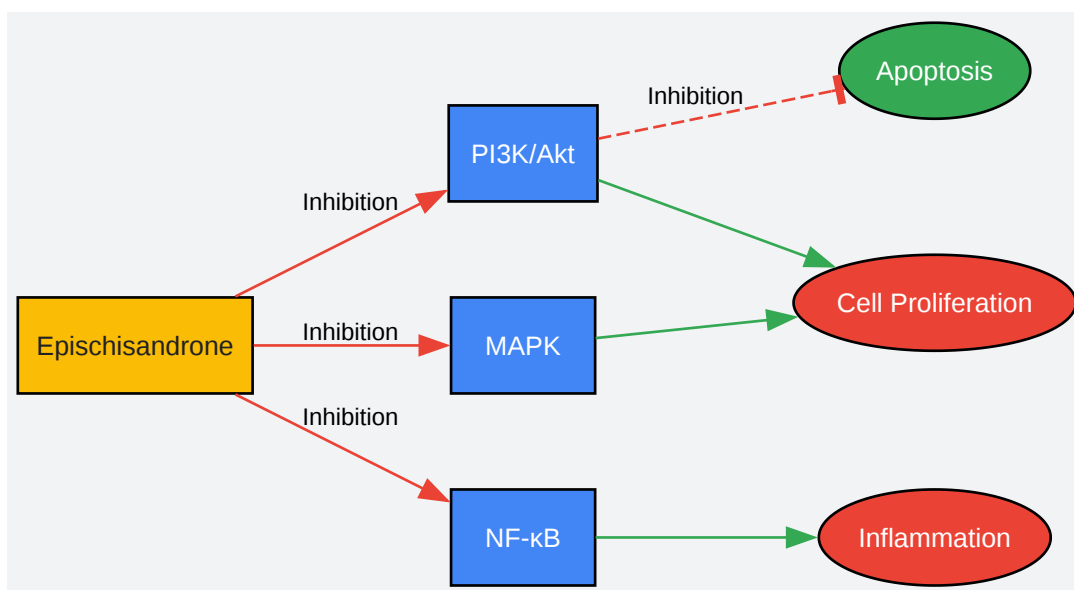 Apoptosis
Inhibition
PI3K/Akt
Inhibition
Cell Proliferation
Epischisandrone
Inhibition
MAPK
Inhibition
NF-κB
Inflammation